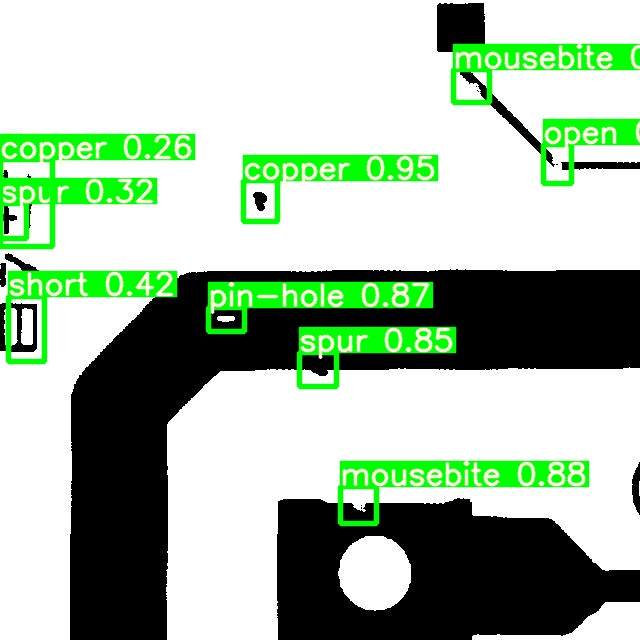 mousebite 0
open
copper 0.26
copper 0.95
spur 0.32
short 0.42
pin-hole 0.87
spur 0.85
mousebite 0.88